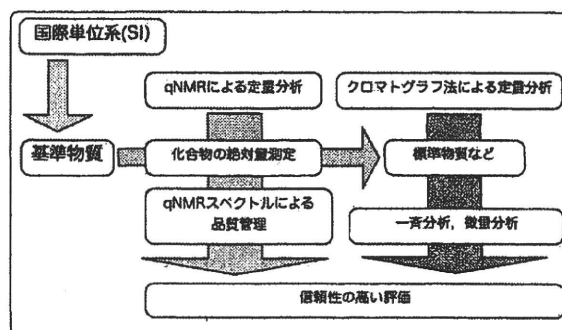 国際単位系(SI)
qNMRによる定量分析
クロマトグラフ法による定量分析
基準物質
化合物の絶対量測定
標準物質など
qNMRスペクトルによる
品質管理
一斉分析，微量分析
信頼性の高い評価